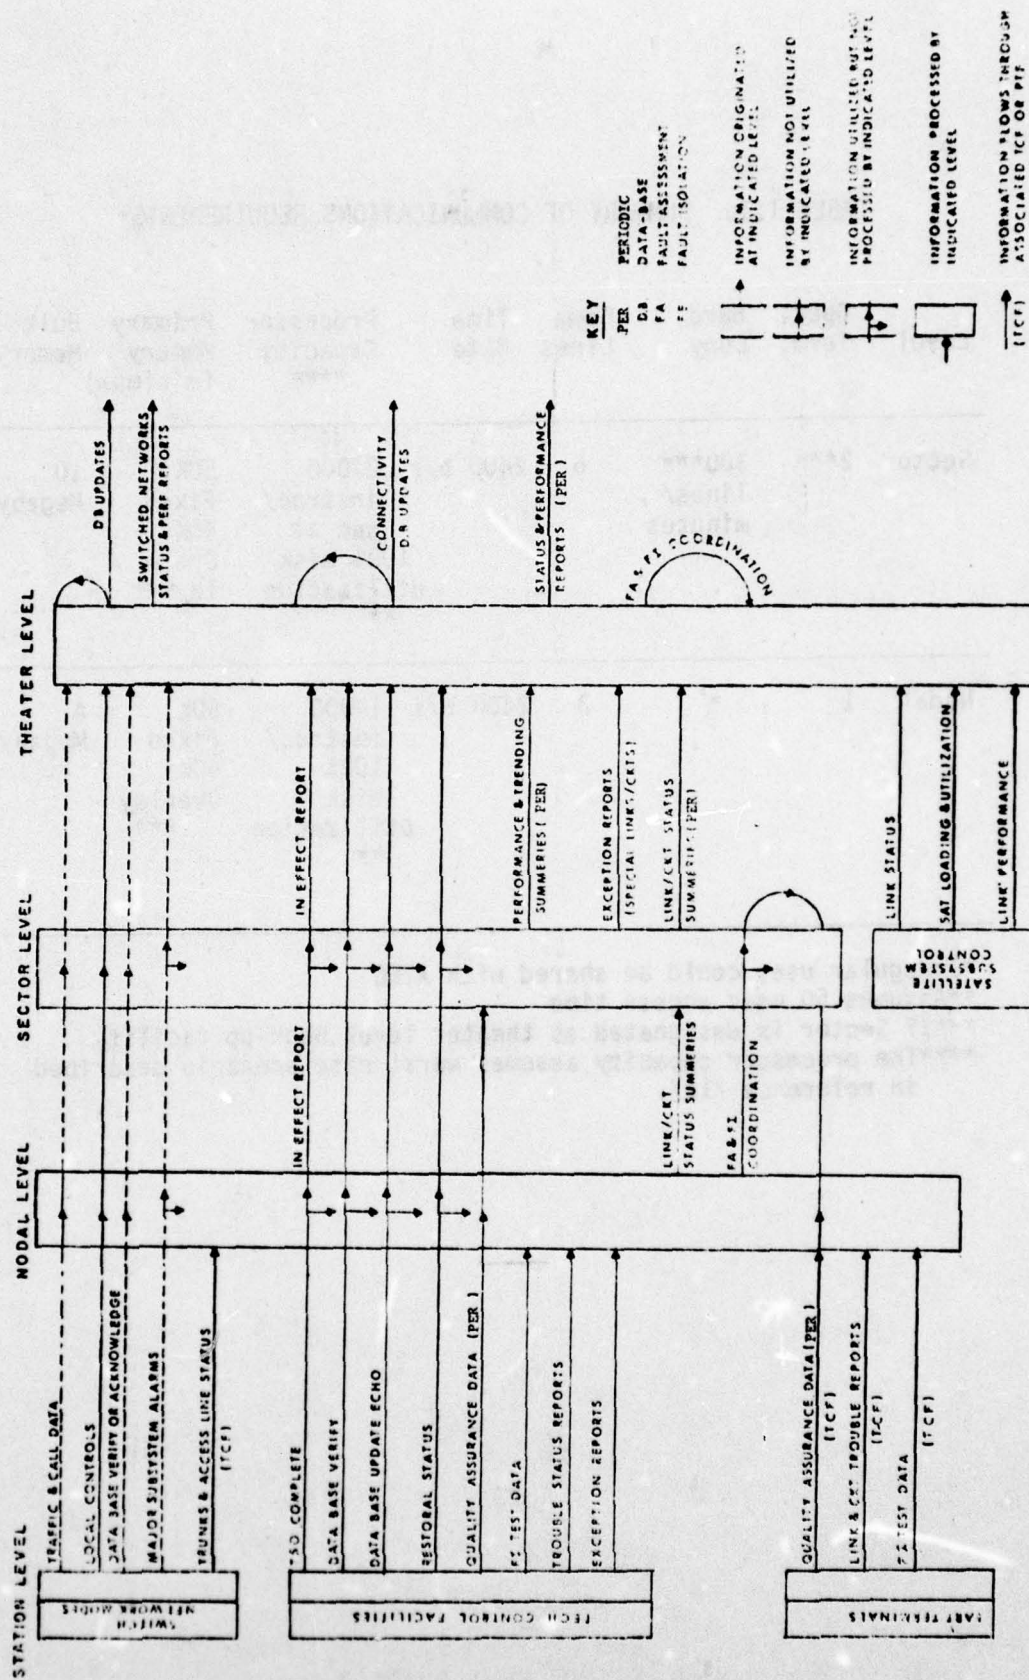 STATION LEVEL
NODAL LEVEL
SECTOR LEVEL
THEATER LEVEL
SWITCH
NETWORK NODES
TRAFFIC & CALL DATA
LOCAL CONTROLS
DATA BASE VERIFY OR ACKNOWLEDGE
MAJOR SUBSYSTEM ALARMS
TRUNKS & ACCESS LINE STATUS
(TCF)
TECH CONTROL FACILITIES
TSO COMPLETE
DATA BASE VERIFY
DATA BASE UPDATE ECHO
RESTORAL STATUS
QUALITY ASSURANCE DATA (PER)
FS TEST DATA
TROUBLE STATUS REPORTS
EXCEPTION REPORTS
TERMINALS
QUALITY ASSURANCE DATA (PER)
(TCF)
LINK & CKT TROUBLE REPORTS
(TCF)
TEST DATA
(TCF)
IN EFFECT REPORT
LINK/CKT
STATUS SUMMERIES
FA & FI
COORDINATION
IN EFFECT REPORT
PERFORMANCE & TRENDING
SUMMERIES (PER)
EXCEPTION REPORTS
(SPECIAL LINKS/CKTS)
LINK/CKT STATUS
SUMMERIES (PER)
SATELLITE
SUBSYSTEM
CONTROL
LINK STATUS
SAT LOADING & UTILIZATION
LINK PERFORMANCE
DB UPDATES
SWITCHED NETWORKS
STATUS & PERF REPORTS
CONNECTIVITY
D.B UPDATES
STATUS & PERFORMANCE
REPORTS (PER)
FA & FI COORDINATION
KEY
PER PERIODIC
D.B DATA BASE
FA FAULT ASSESSMENT
FAULT ISOLATION
INFORMATION ORIGINATED
AT INDICATED LEVEL
INFORMATION NOT UTILIZED
BY INDICATED LEVEL
INFORMATION UTILIZED BUT NOT
PROCESSED BY INDICATED LEVEL
INFORMATION PROCESSED BY
INDICATED LEVEL
(TCF)
INFORMATION FLOWS THROUGH
ASSOCIATED TCF OR PTF